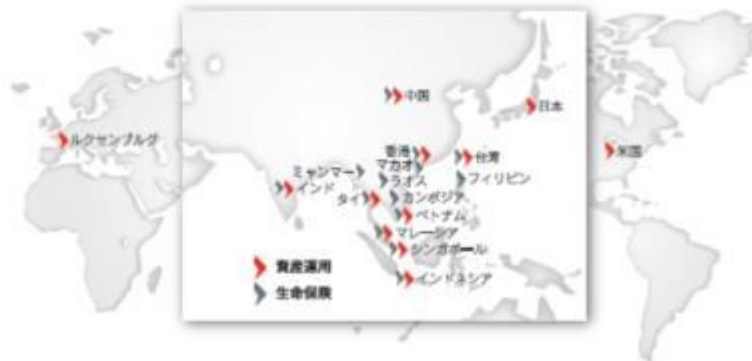 中国
日本
ルクセンブルグ
香港
台湾
米国
マカオ
ミャンマー
ラオス
フィリピン
インド
タイ
カンボジア
ベトナム
マレーシア
シンガポール
資産運用
インドネシア
生命保険